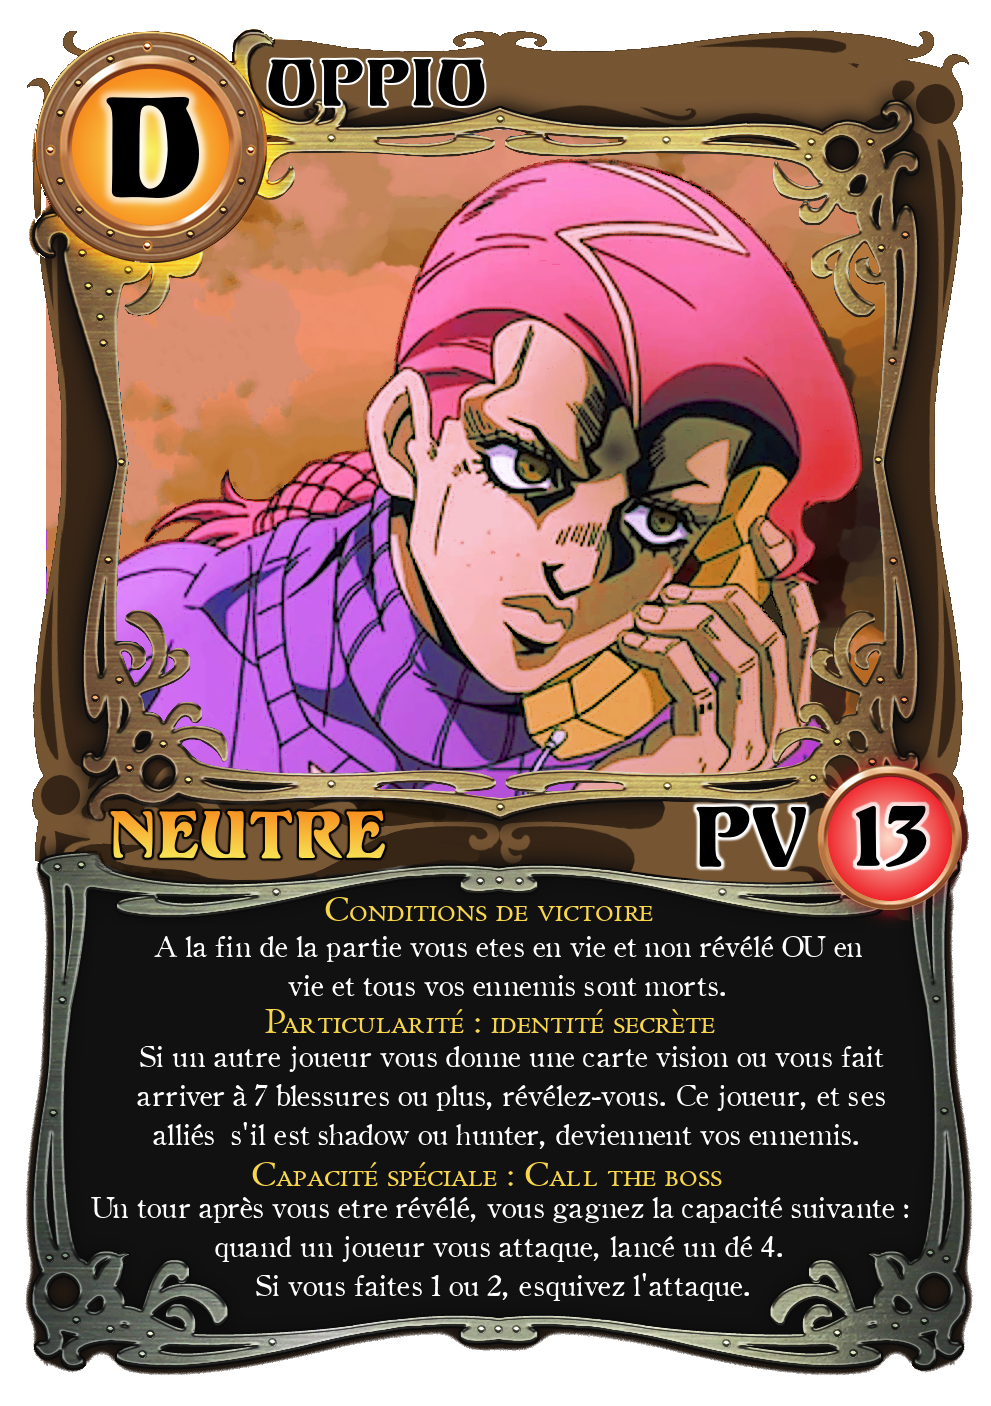 D OPPIO
NEUTRE
PV 13
Conditions de victoire
A la fin de la partie vous etes en vie et non révélé OU en
vie et tous vos ennemis sont morts.
Particularité : identité secrète
Si un autre joueur vous donne une carte vision ou vous fait
arriver à 7 blessures ou plus, révélez-vous. Ce joueur, et ses
alliés s'il est shadow ou hunter, deviennent vos ennemis.
Capacité spéciale : Call the boss
Un tour après vous etre révélé, vous gagnez la capacité suivante :
quand un joueur vous attaque, lancé un dé 4.
Si vous faites 1 ou 2, esquivez l'attaque.